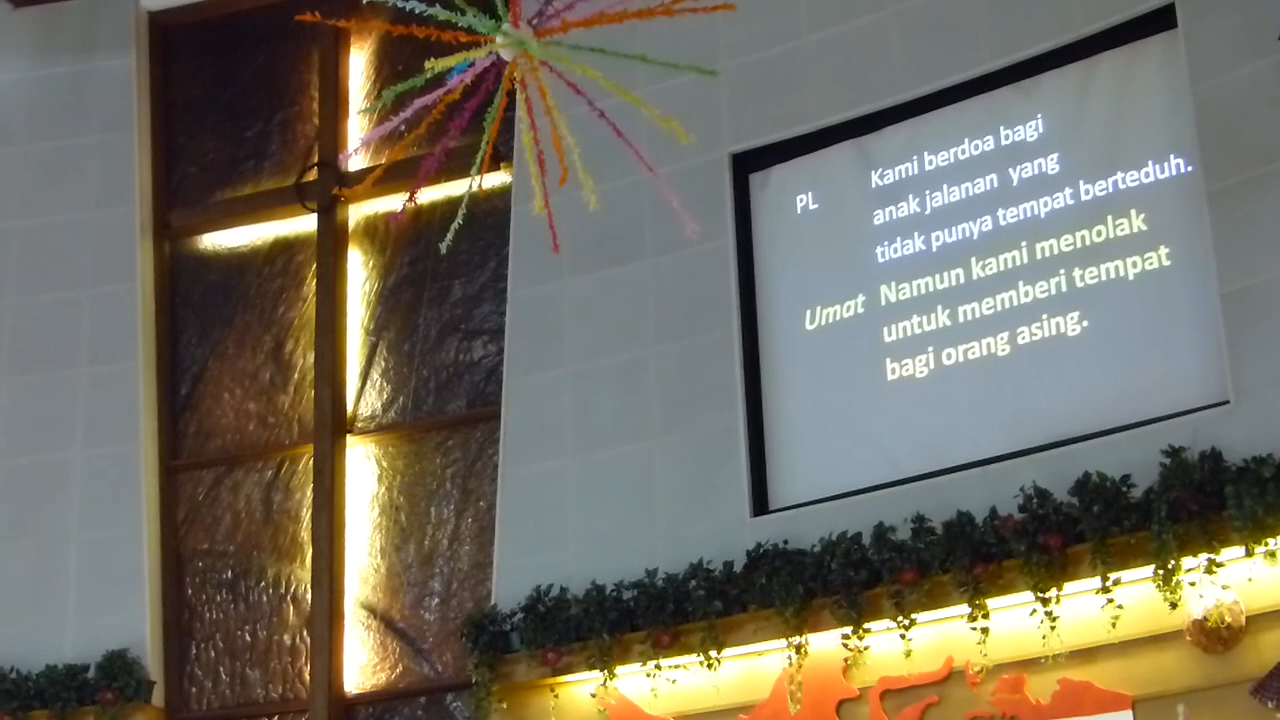 PL Kami berdoa bagi
anak jalanan yang
tidak punya tempat berteduh.
Umat Namun kami menolak
untuk memberi tempat
bagi orang asing.